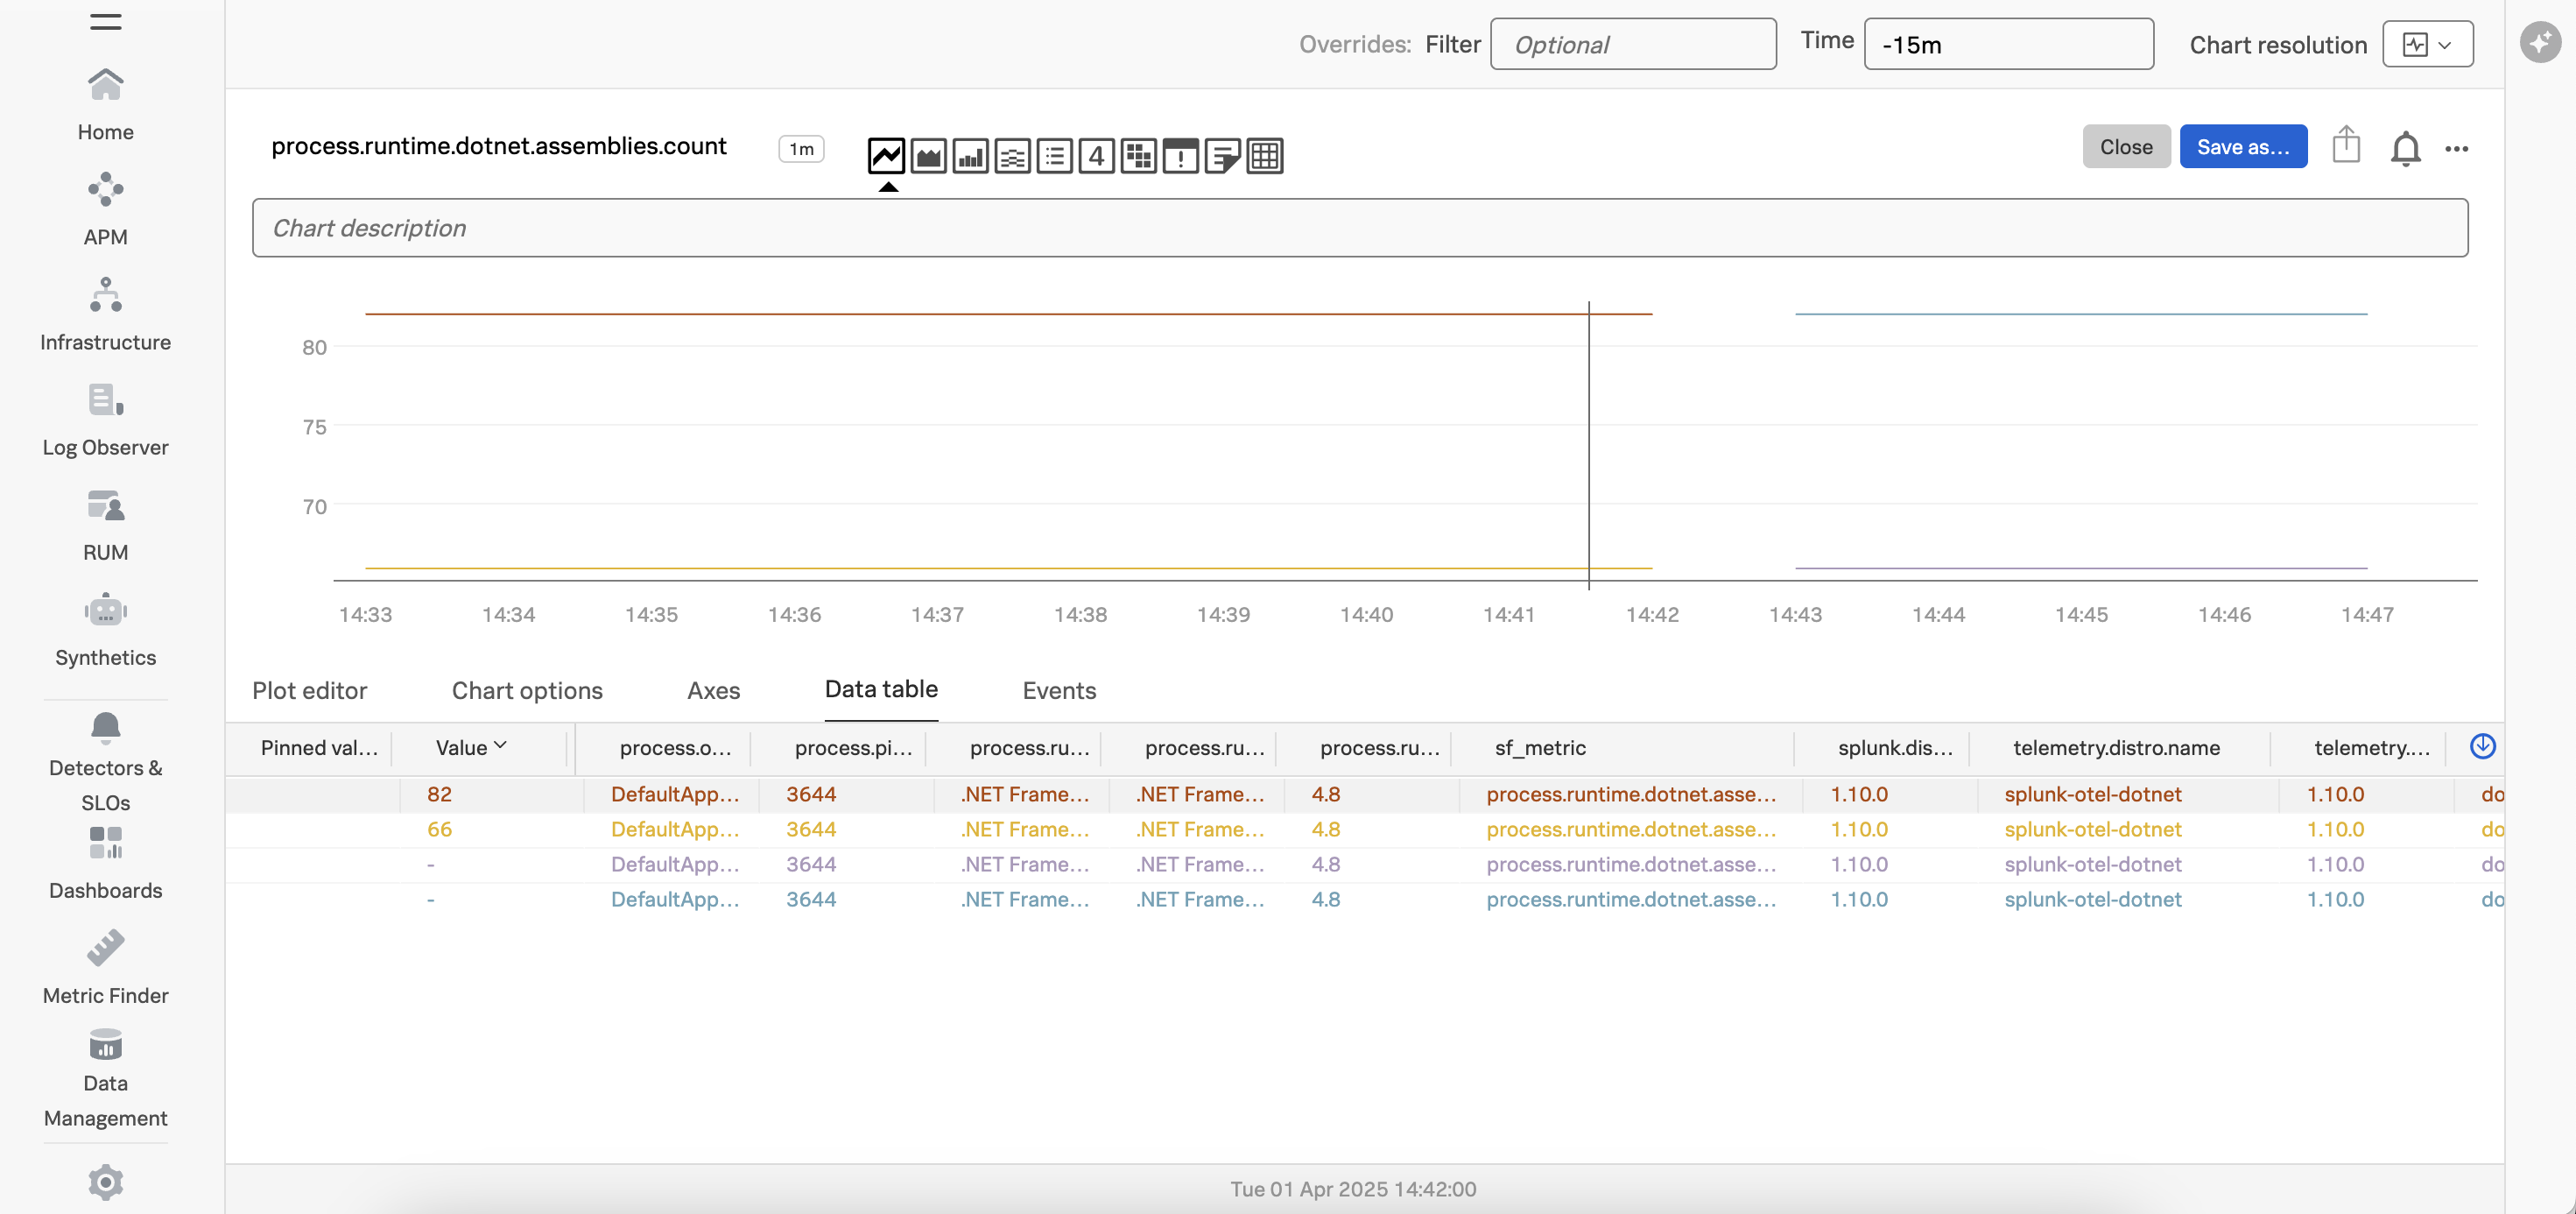 Overrides: Filter Optional Time -15m Chart resolution
Home
APM
Infrastructure
Log Observer
RUM
Synthetics
Detectors &
SLOs
Dashboards
Metric Finder
Data
Management
process.runtime.dotnet.assemblies.count 1m 4 Close Save as...
Chart description
80
75
70
14:33 14:34 14:35 14:36 14:37 14:38 14:39 14:40 14:41 14:42 14:43 14:44 14:45 14:46 14:47
Plot editor Chart options Axes Data table Events
Pinned val... Value process.o... process.pi... process.ru... process.ru... process.ru... sf_metric splunk.dis... telemetry.distro.name telemetry....
82 DefaultApp... 3644 .NET Frame... .NET Frame... 4.8 process.runtime.dotnet.asse... 1.10.0 splunk-otel-dotnet 1.10.0 do
66 DefaultApp... 3644 .NET Frame... .NET Frame... 4.8 process.runtime.dotnet.asse... 1.10.0 splunk-otel-dotnet 1.10.0 do
- DefaultApp... 3644 .NET Frame... .NET Frame... 4.8 process.runtime.dotnet.asse... 1.10.0 splunk-otel-dotnet 1.10.0 do
- DefaultApp... 3644 .NET Frame... .NET Frame... 4.8 process.runtime.dotnet.asse... 1.10.0 splunk-otel-dotnet 1.10.0 do
Tue 01 Apr 2025 14:42:00